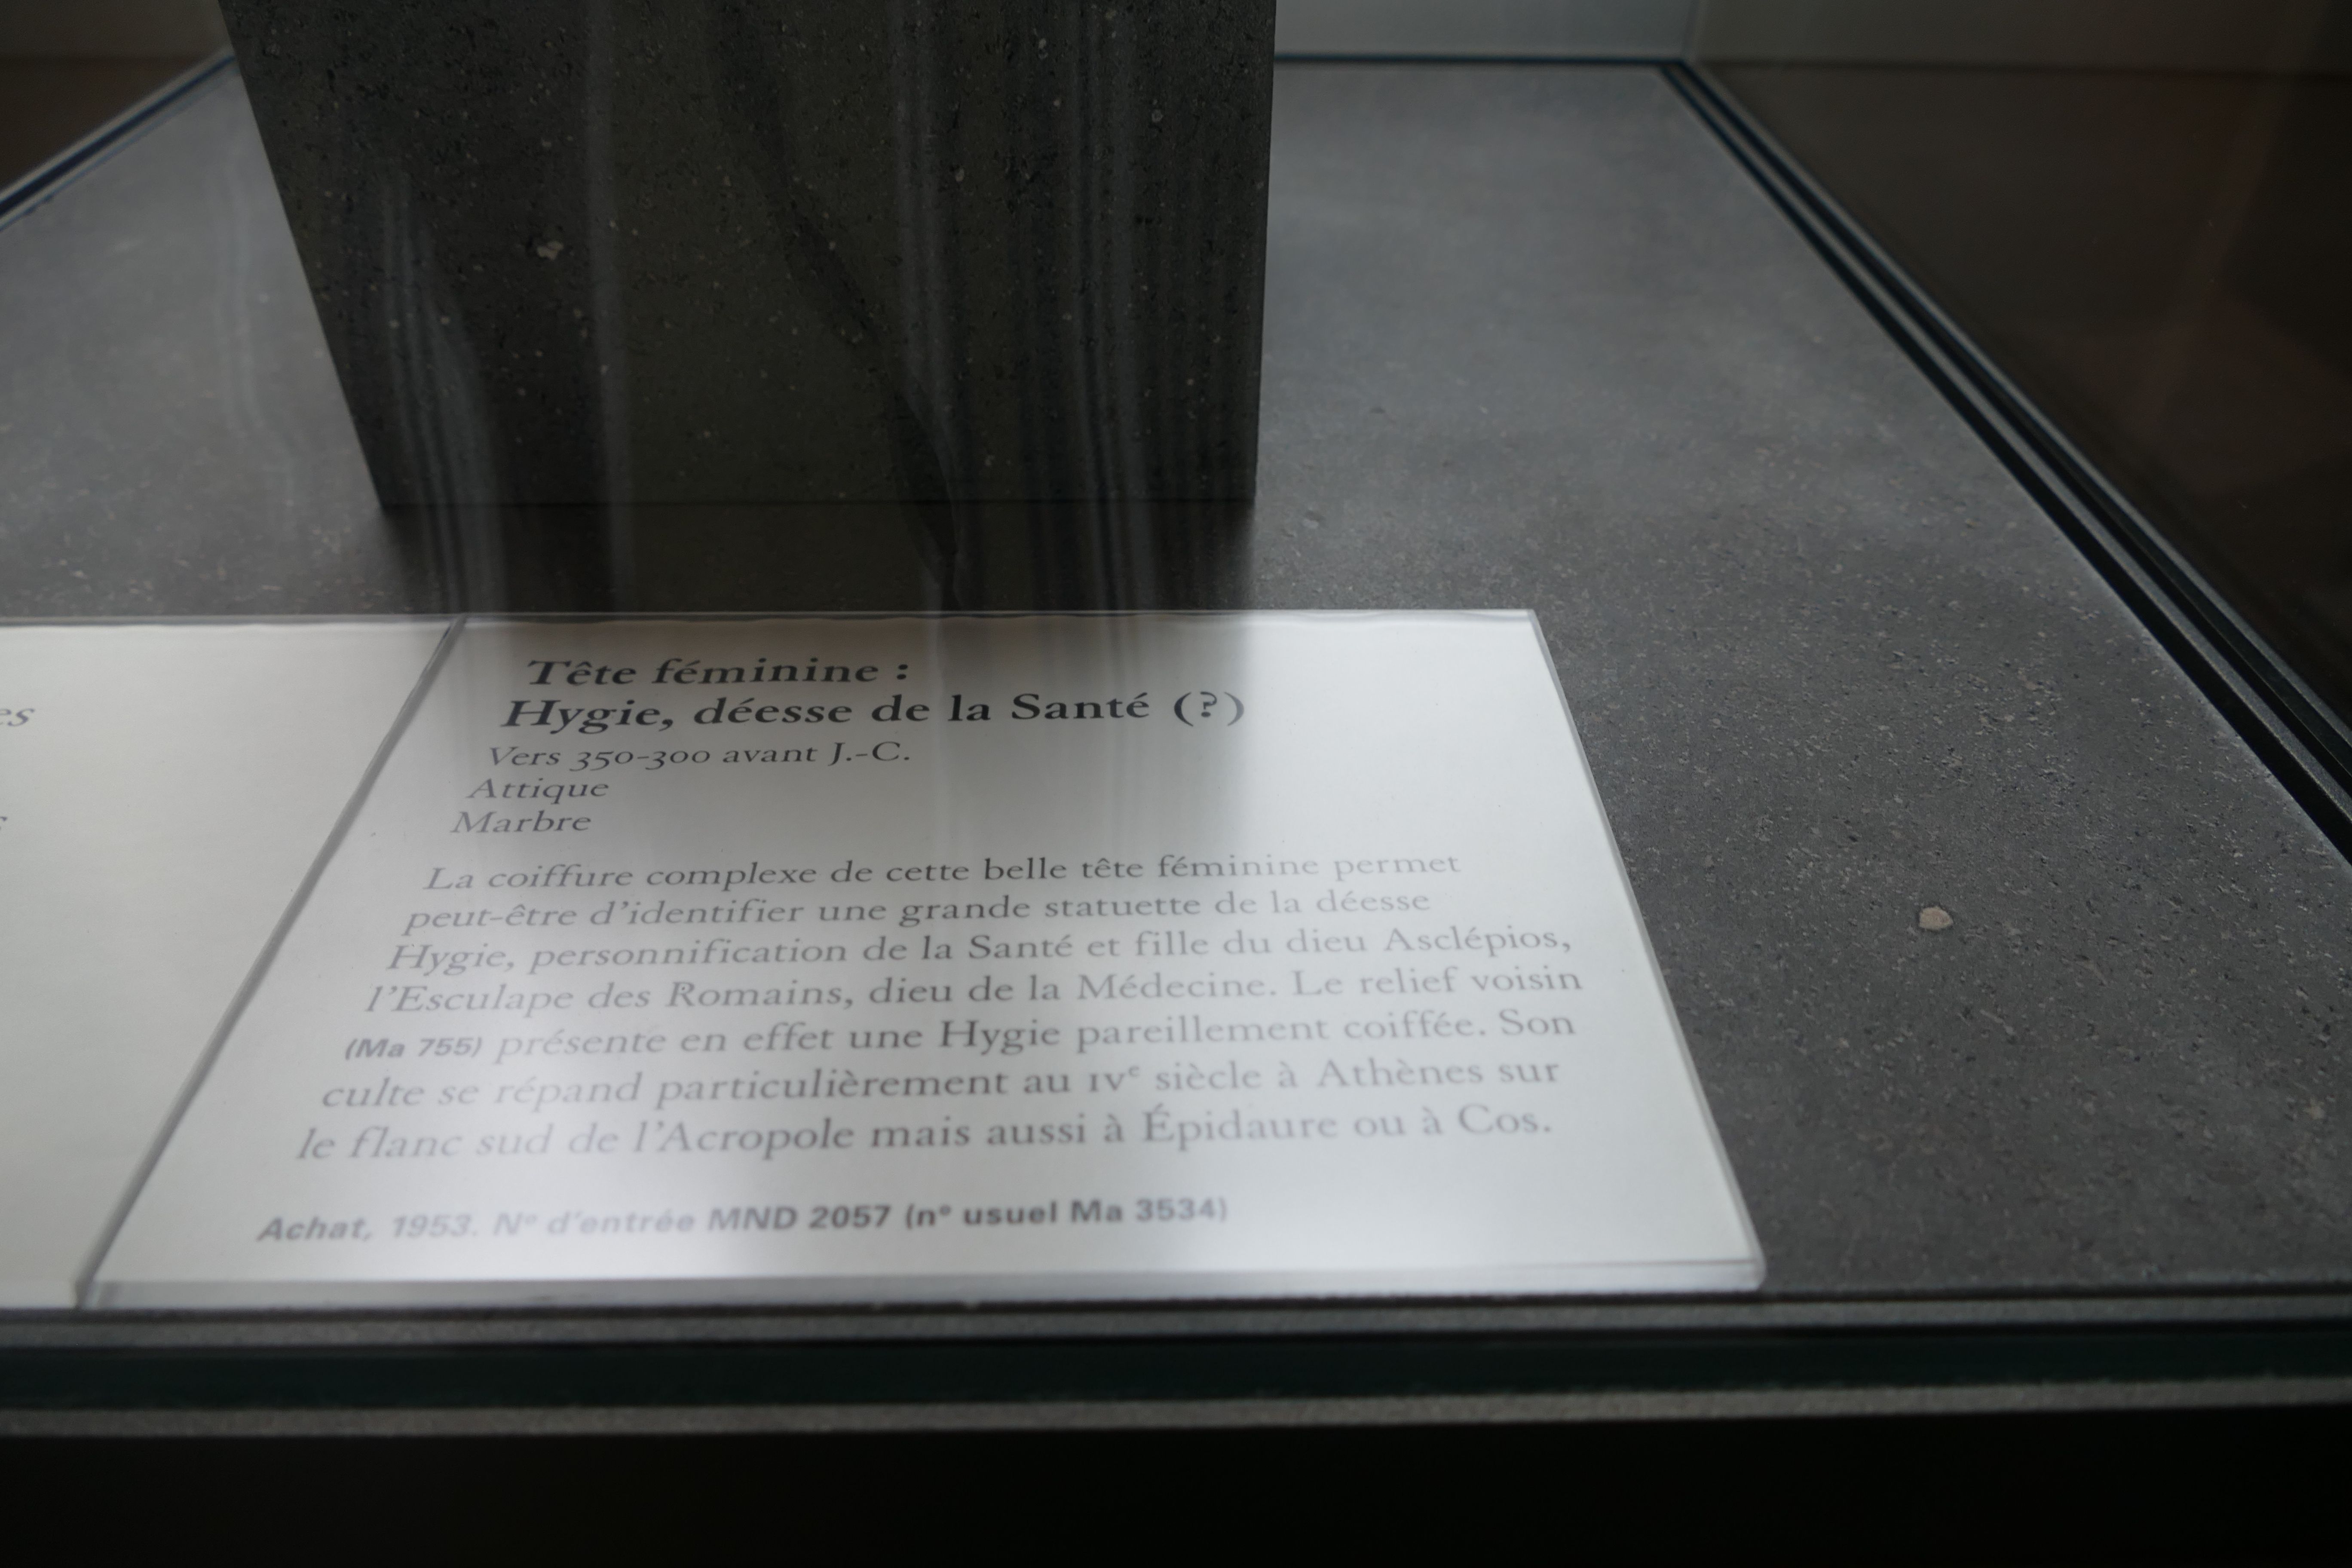 Tête féminine :
Hygie, déesse de la Santé (?)
Vers 350-300 avant J.-C.
Attique
Marbre
La coiffure complexe de cette belle tête féminine permet
peut-être d'identifier une grande statuette de la déesse
Hygie, personnification de la Santé et fille du dieu Asclépios,
l'Esculape des Romains, dieu de la Médecine. Le relief voisin
(Ma 755) présente en effet une Hygie pareillement coiffée. Son
culte se répand particulièrement au IVe siècle à Athènes sur
le flanc sud de l'Acropole mais aussi à Épidaure ou à Cos.
Achat, 1953. N° d'entrée MND 2057 (n° usuel Ma 3534)